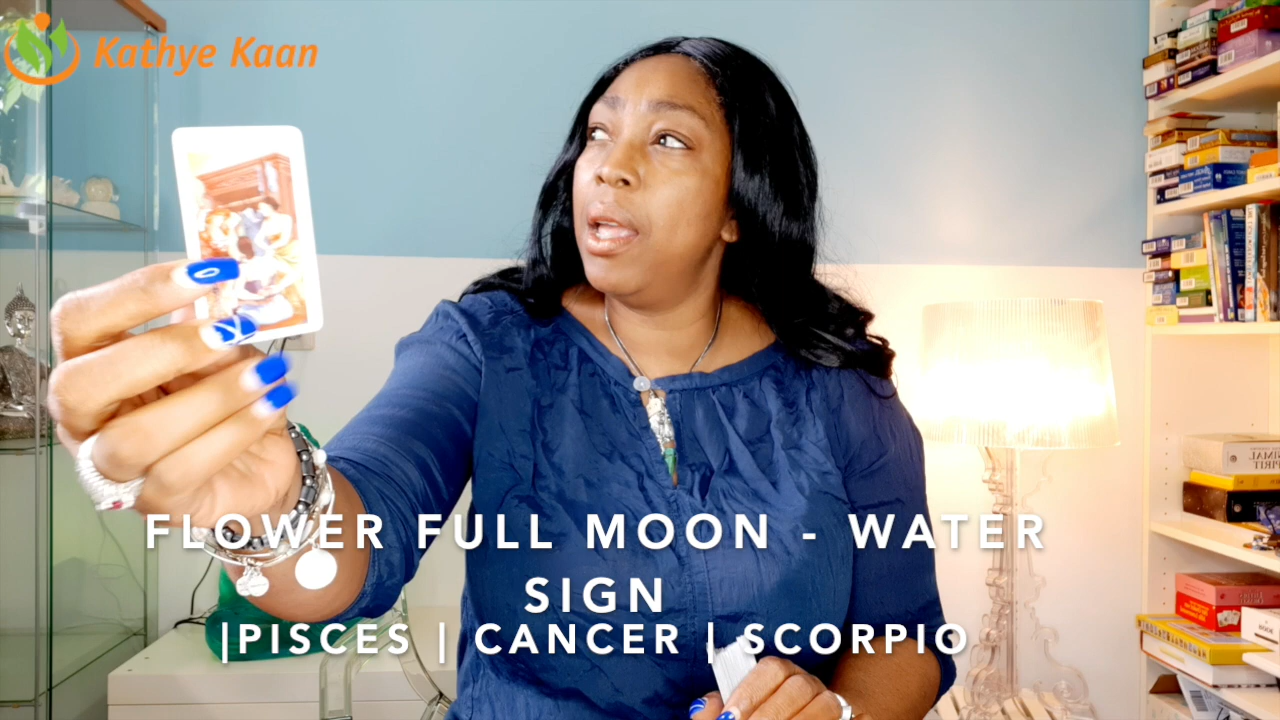 Kathye Kaan
FLOWER FULL MOON - WATER
SIGN
|PISCES | CANCER | SCORPIO